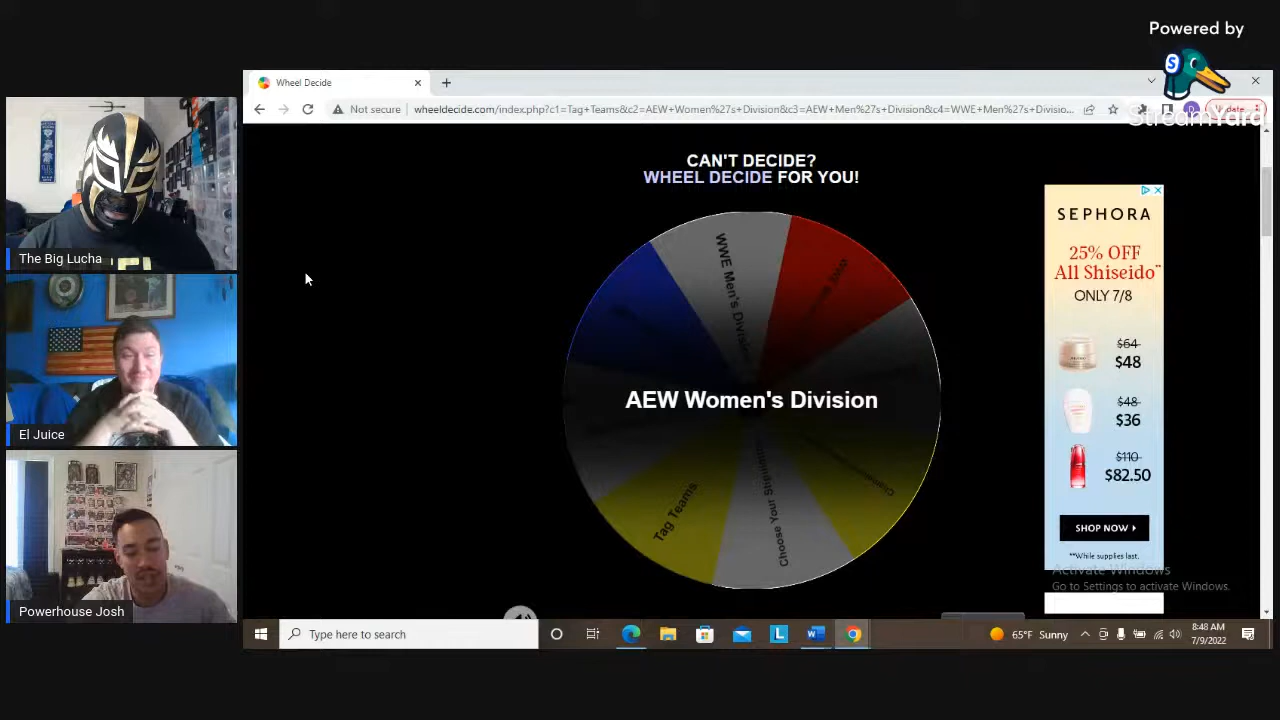 Powered by
StreamYard
Wheel Decide
Not secure
wheeldecide.com/index.php?c1=Tag+Teams&c2=AEW+Women%27s+Division&c3=AEW+Men%27s+Division&c4=WWE+Men%27s+Divisio...
CAN'T DECIDE?
WHEEL DECIDE FOR YOU!
WWE Men's Division
AEW Women's Division
Tag Teams
Choose Your Shipwreck
SEPHORA
25% OFF
All Shiseido**
ONLY 7/8
$64
$48
$48
$36
$110
$82.50
SHOP NOW
**While supplies last.
Activate Windows
Go to Settings to activate Windows.
The Big Lucha
El Juice
Powerhouse Josh
Type here to search
L
W
65°F Sunny
8:48 AM
7/9/2022